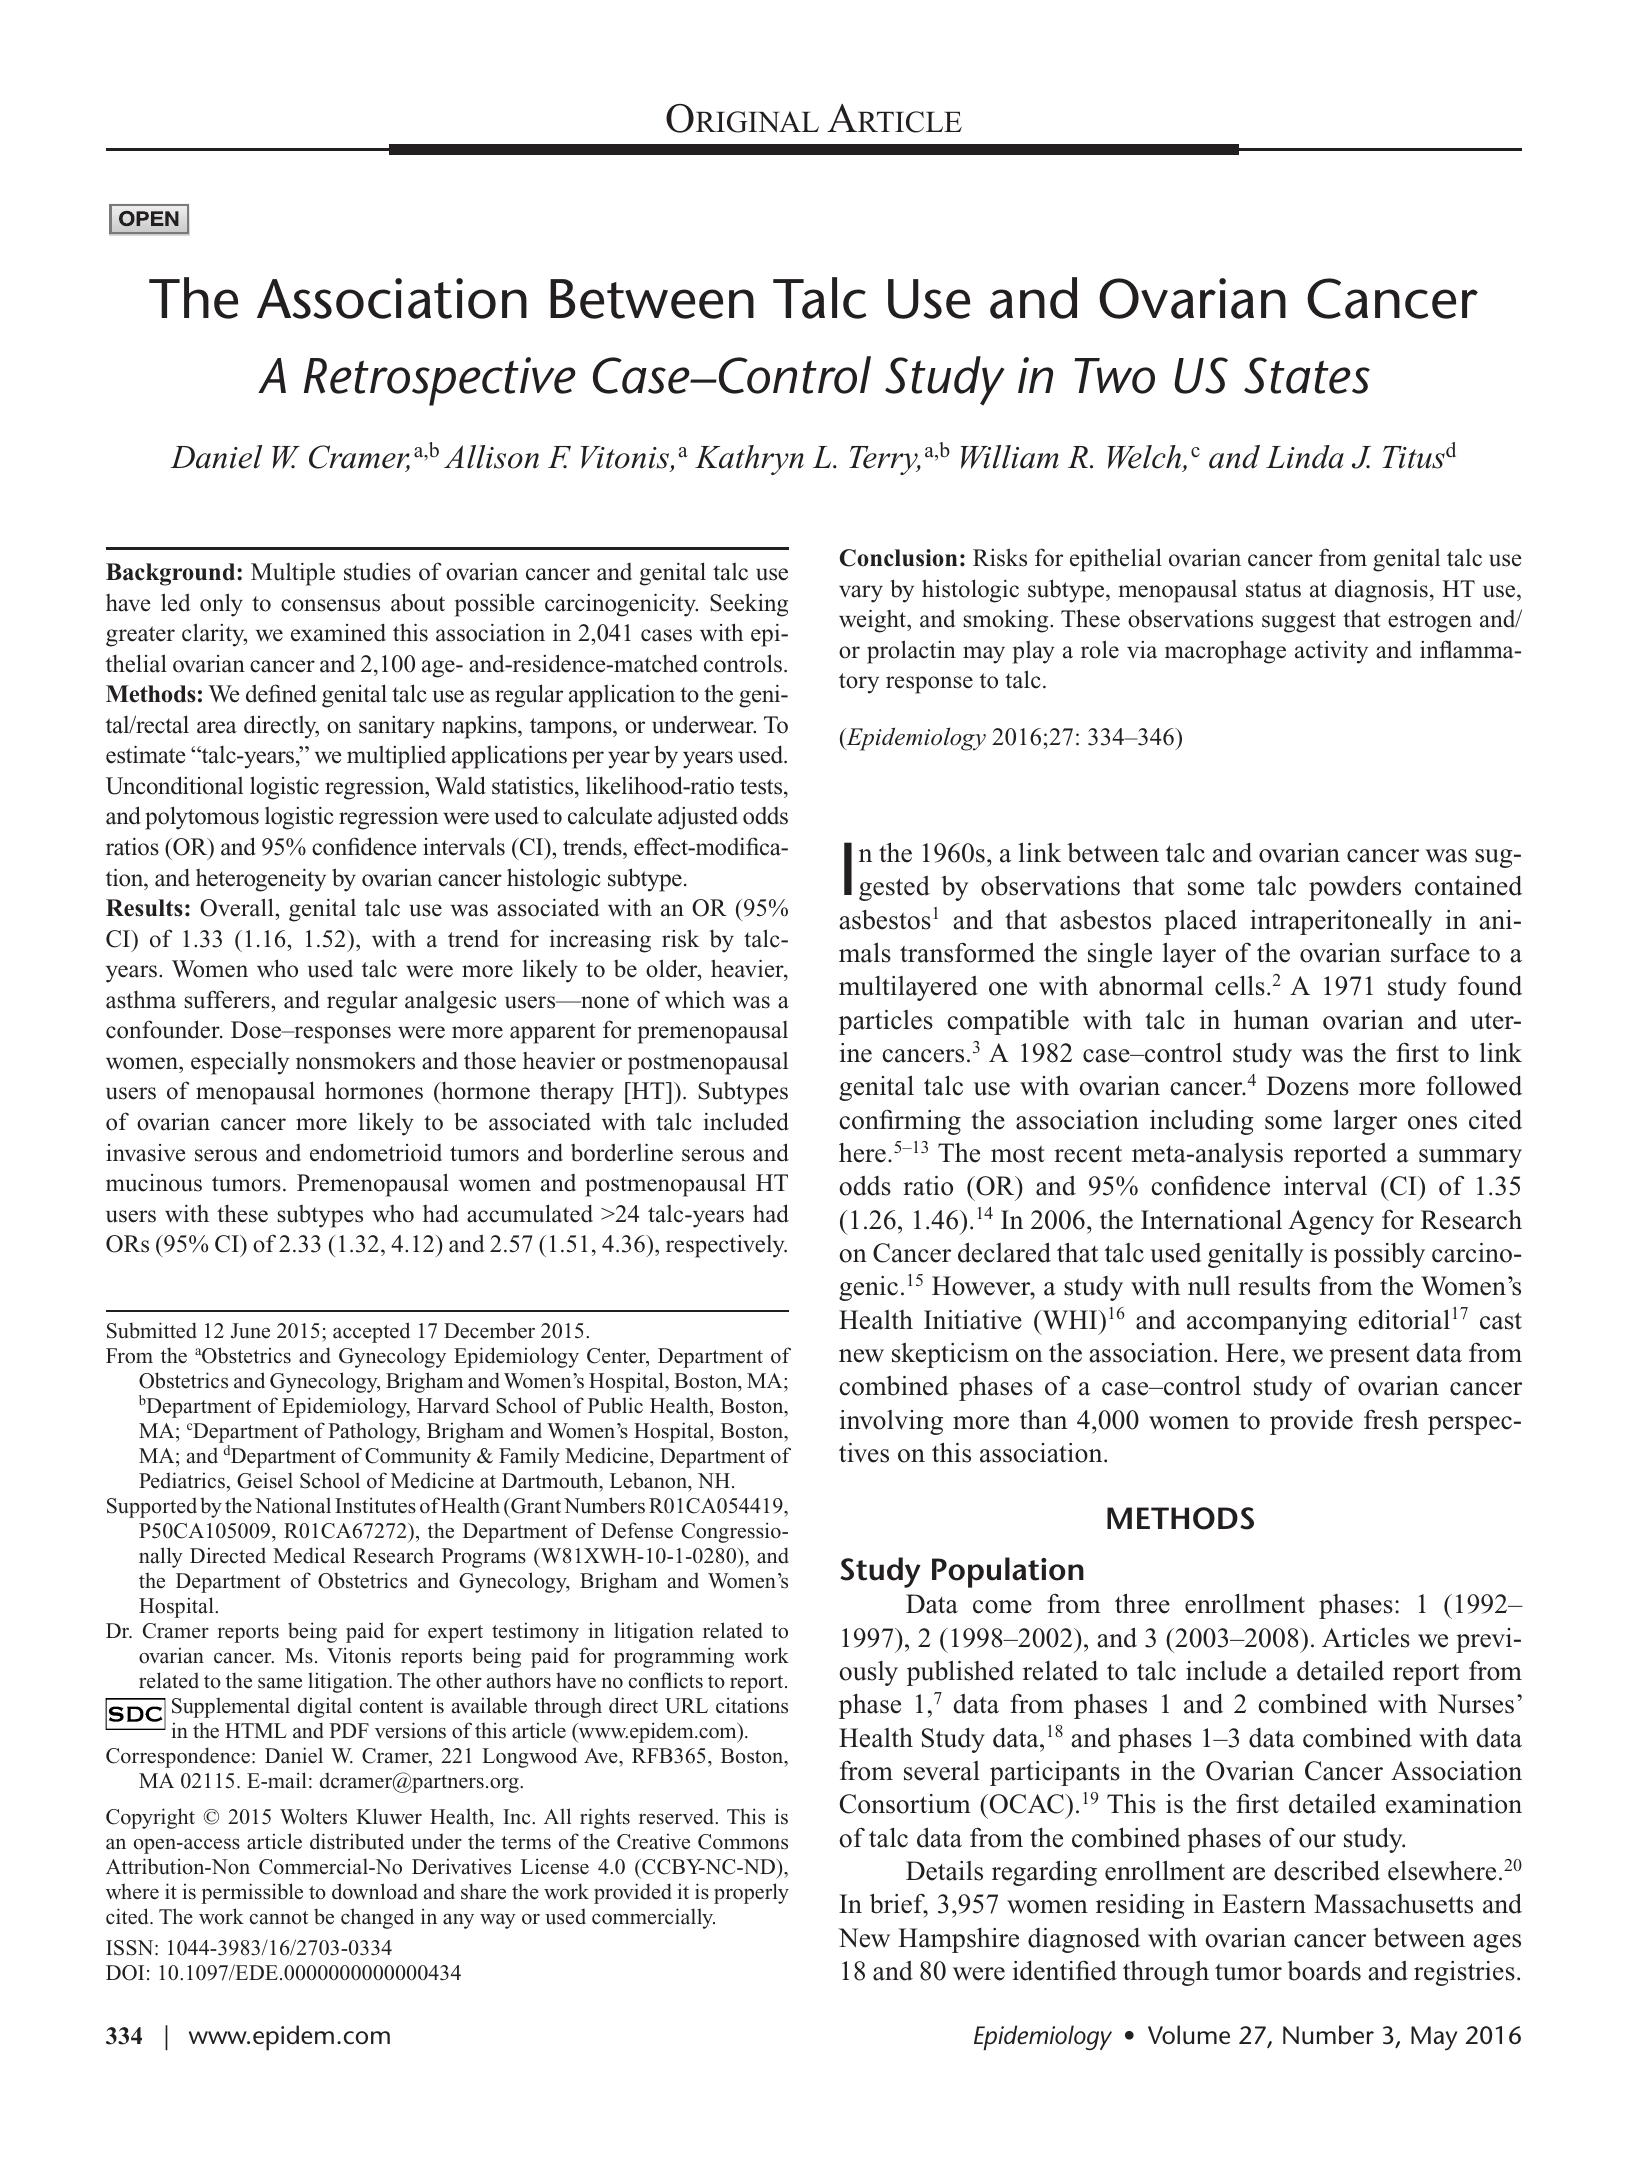 ORIGINAL ARTICLE
OPEN
The Association Between Talc Use and Ovarian Cancer
A Retrospective Case–Control Study in Two US States
Daniel W. Cramer,a,b Allison F. Vitonis,a Kathryn L. Terry,a,b William R. Welch,c and Linda J. Titusd
Background: Multiple studies of ovarian cancer and genital talc use
have led only to consensus about possible carcinogenicity. Seeking
greater clarity, we examined this association in 2,041 cases with epi-
thelial ovarian cancer and 2,100 age- and-residence-matched controls.
Methods: We defined genital talc use as regular application to the geni-
tal/rectal area directly, on sanitary napkins, tampons, or underwear. To
estimate “talc-years,” we multiplied applications per year by years used.
Unconditional logistic regression, Wald statistics, likelihood-ratio tests,
and polytomous logistic regression were used to calculate adjusted odds
ratios (OR) and 95% confidence intervals (CI), trends, effect-modifica-
tion, and heterogeneity by ovarian cancer histologic subtype.
Results: Overall, genital talc use was associated with an OR (95%
CI) of 1.33 (1.16, 1.52), with a trend for increasing risk by talc-
years. Women who used talc were more likely to be older, heavier,
asthma sufferers, and regular analgesic users—none of which was a
confounder. Dose–responses were more apparent for premenopausal
women, especially nonsmokers and those heavier or postmenopausal
users of menopausal hormones (hormone therapy [HT]). Subtypes
of ovarian cancer more likely to be associated with talc included
invasive serous and endometrioid tumors and borderline serous and
mucinous tumors. Premenopausal women and postmenopausal HT
users with these subtypes who had accumulated >24 talc-years had
ORs (95% CI) of 2.33 (1.32, 4.12) and 2.57 (1.51, 4.36), respectively.
Submitted 12 June 2015; accepted 17 December 2015.
From the aObstetrics and Gynecology Epidemiology Center, Department of
Obstetrics and Gynecology, Brigham and Women’s Hospital, Boston, MA;
bDepartment of Epidemiology, Harvard School of Public Health, Boston,
MA; cDepartment of Pathology, Brigham and Women’s Hospital, Boston,
MA; and dDepartment of Community & Family Medicine, Department of
Pediatrics, Geisel School of Medicine at Dartmouth, Lebanon, NH.
Supported by the National Institutes of Health (Grant Numbers R01CA054419,
P50CA105009, R01CA67272), the Department of Defense Congressio-
nally Directed Medical Research Programs (W81XWH-10-1-0280), and
the Department of Obstetrics and Gynecology, Brigham and Women’s
Hospital.
Dr. Cramer reports being paid for expert testimony in litigation related to
ovarian cancer. Ms. Vitonis reports being paid for programming work
related to the same litigation. The other authors have no conflicts to report.
SDC Supplemental digital content is available through direct URL citations
in the HTML and PDF versions of this article (www.epidem.com).
Correspondence: Daniel W. Cramer, 221 Longwood Ave, RFB365, Boston,
MA 02115. E-mail: dcramer@partners.org.
Copyright © 2015 Wolters Kluwer Health, Inc. All rights reserved. This is
an open-access article distributed under the terms of the Creative Commons
Attribution-Non Commercial-No Derivatives License 4.0 (CCBY-NC-ND),
where it is permissible to download and share the work provided it is properly
cited. The work cannot be changed in any way or used commercially.
ISSN: 1044-3983/16/2703-0334
DOI: 10.1097/EDE.0000000000000434
Conclusion: Risks for epithelial ovarian cancer from genital talc use
vary by histologic subtype, menopausal status at diagnosis, HT use,
weight, and smoking. These observations suggest that estrogen and/
or prolactin may play a role via macrophage activity and inflamma-
tory response to talc.
(Epidemiology 2016;27: 334–346)
In the 1960s, a link between talc and ovarian cancer was sug-
gested by observations that some talc powders contained
asbestos1 and that asbestos placed intraperitoneally in ani-
mals transformed the single layer of the ovarian surface to a
multilayered one with abnormal cells.2 A 1971 study found
particles compatible with talc in human ovarian and uter-
ine cancers.3 A 1982 case–control study was the first to link
genital talc use with ovarian cancer.4 Dozens more followed
confirming the association including some larger ones cited
here.5–13 The most recent meta-analysis reported a summary
odds ratio (OR) and 95% confidence interval (CI) of 1.35
(1.26, 1.46).14 In 2006, the International Agency for Research
on Cancer declared that talc used genitally is possibly carcino-
genic.15 However, a study with null results from the Women’s
Health Initiative (WHI)16 and accompanying editorial17 cast
new skepticism on the association. Here, we present data from
combined phases of a case–control study of ovarian cancer
involving more than 4,000 women to provide fresh perspec-
tives on this association.
METHODS
Study Population
Data come from three enrollment phases: 1 (1992–
1997), 2 (1998–2002), and 3 (2003–2008). Articles we previ-
ously published related to talc include a detailed report from
phase 1,7 data from phases 1 and 2 combined with Nurses’
Health Study data,18 and phases 1–3 data combined with data
from several participants in the Ovarian Cancer Association
Consortium (OCAC).19 This is the first detailed examination
of talc data from the combined phases of our study.
Details regarding enrollment are described elsewhere.20
In brief, 3,957 women residing in Eastern Massachusetts and
New Hampshire diagnosed with ovarian cancer between ages
18 and 80 were identified through tumor boards and registries.
334 | www.epidem.com
Epidemiology • Volume 27, Number 3, May 2016